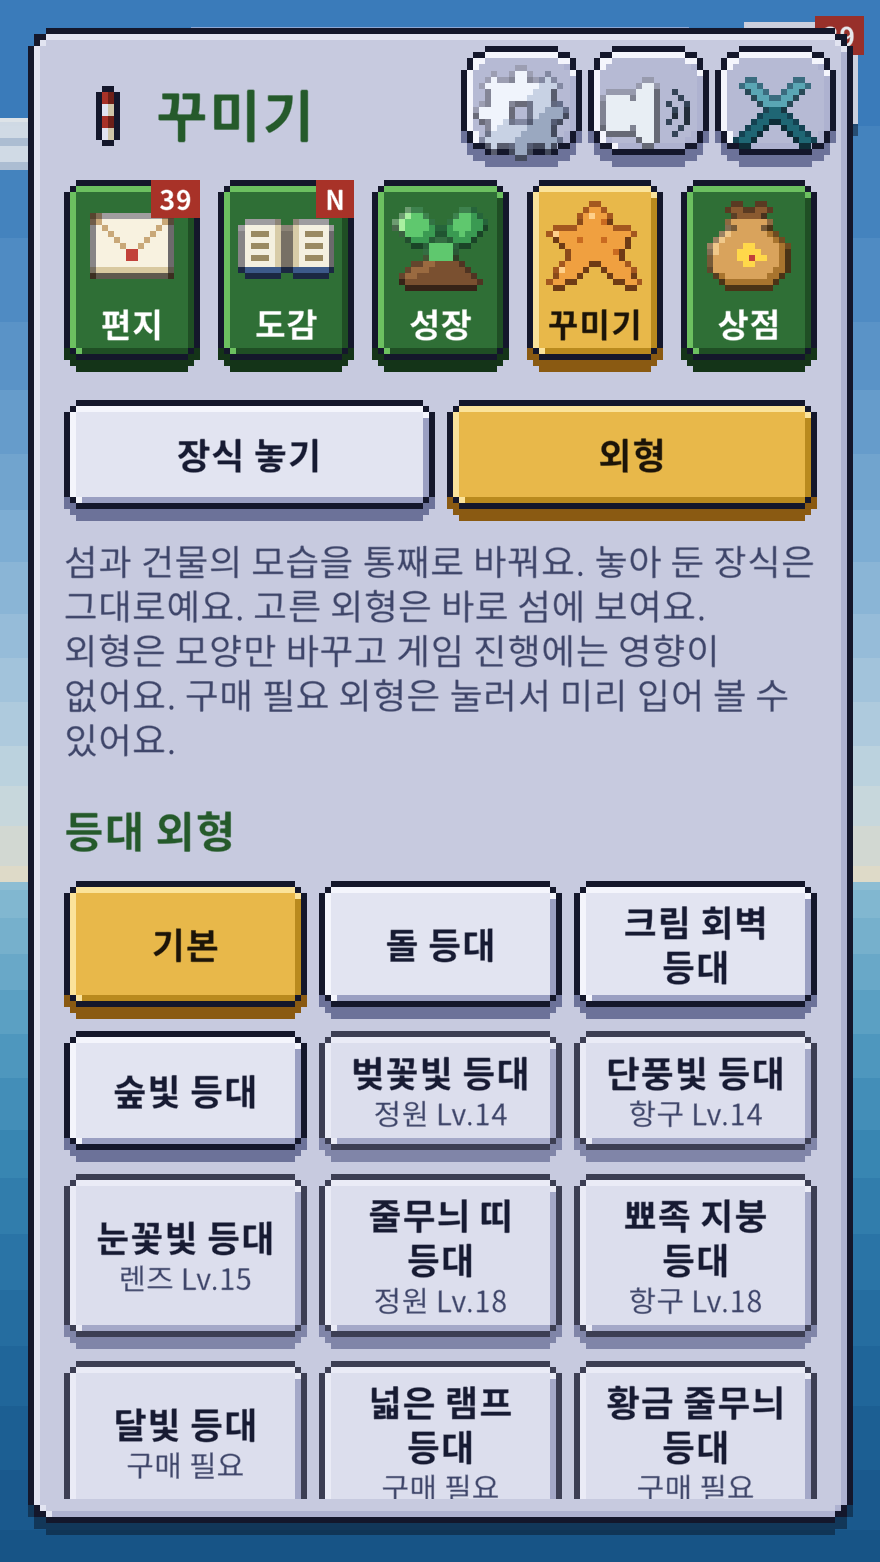 꾸미기
39
N
편지
도감
성장
꾸미기
상점
장식 놓기
외형
섬과 건물의 모습을 통째로 바꿔요. 놓아 둔 장식은
그대로예요. 고른 외형은 바로 섬에 보여요.
외형은 모양만 바꾸고 게임 진행에는 영향이
없어요. 구매 필요 외형은 눌러서 미리 입어 볼 수
있어요.
등대 외형
기본
돌 등대
크림 회벽
등대
숲빛 등대
벚꽃빛 등대
정원 Lv.14
단풍빛 등대
항구 Lv.14
눈꽃빛 등대
렌즈 Lv.15
줄무늬 띠
등대
정원 Lv.18
뾰족 지붕
등대
항구 Lv.18
달빛 등대
구매 필요
넓은 램프
등대
구매 필요
황금 줄무늬
등대
구매 필요